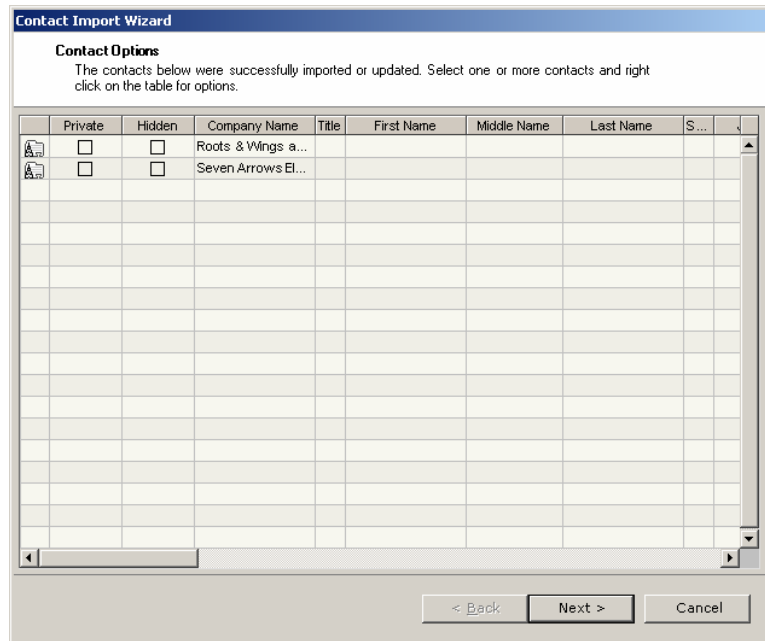 Contact Import Wizard
Contact Options
The contacts below were successfully imported or updated. Select one or more contacts and right
click on the table for options.
Private Hidden Company Name Title First Name Middle Name Last Name S...
Roots & Wings a...
Seven Arrows El...
< Back Next > Cancel